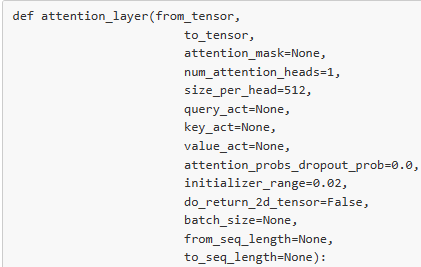 def attention_layer(from_tensor,
to_tensor,
attention_mask=None,
num_attention_heads=1,
size_per_head=512,
query_act=None,
key_act=None,
value_act=None,
attention_probs_dropout_prob=0.0,
initializer_range=0.02,
do_return_2d_tensor=False,
batch_size=None,
from_seq_length=None,
to_seq_length=None):